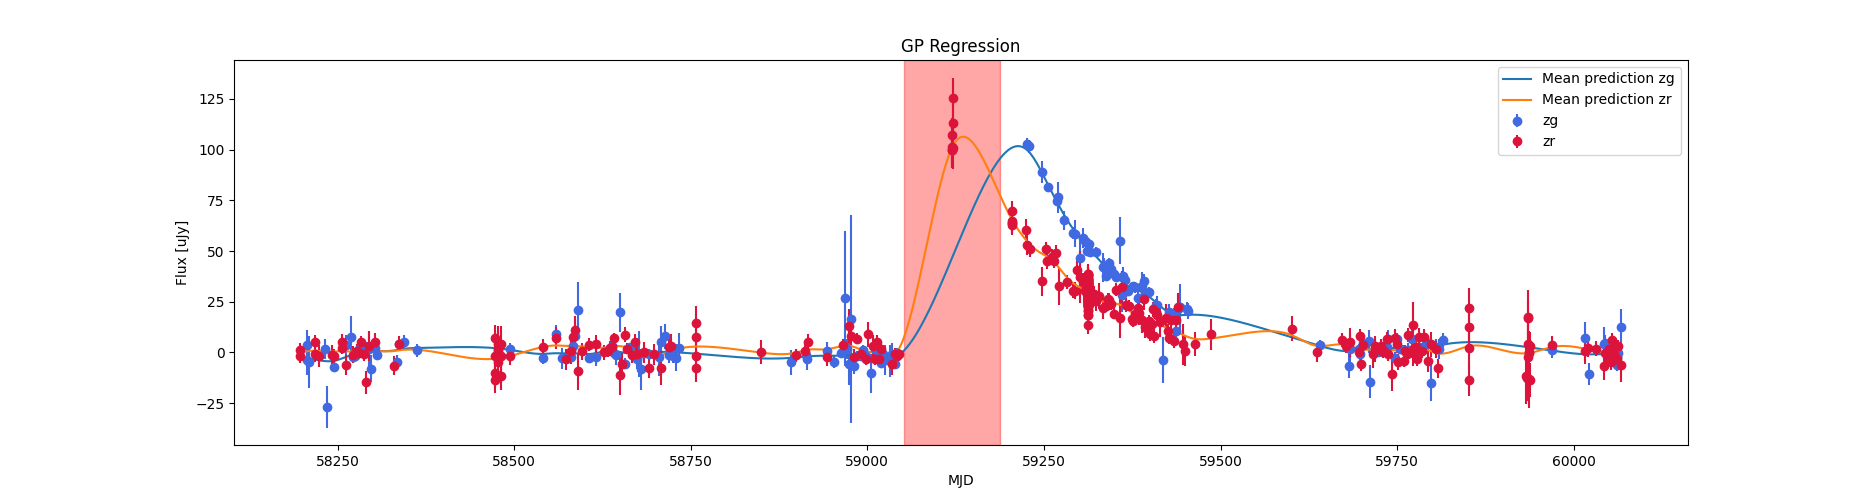 GP Regression
Flux [uJy]
125
100
75
50
25
0
−25
Mean prediction zg
Mean prediction zr
zg
zr
58250
58500
58750
59000
59250
59500
59750
60000
MJD